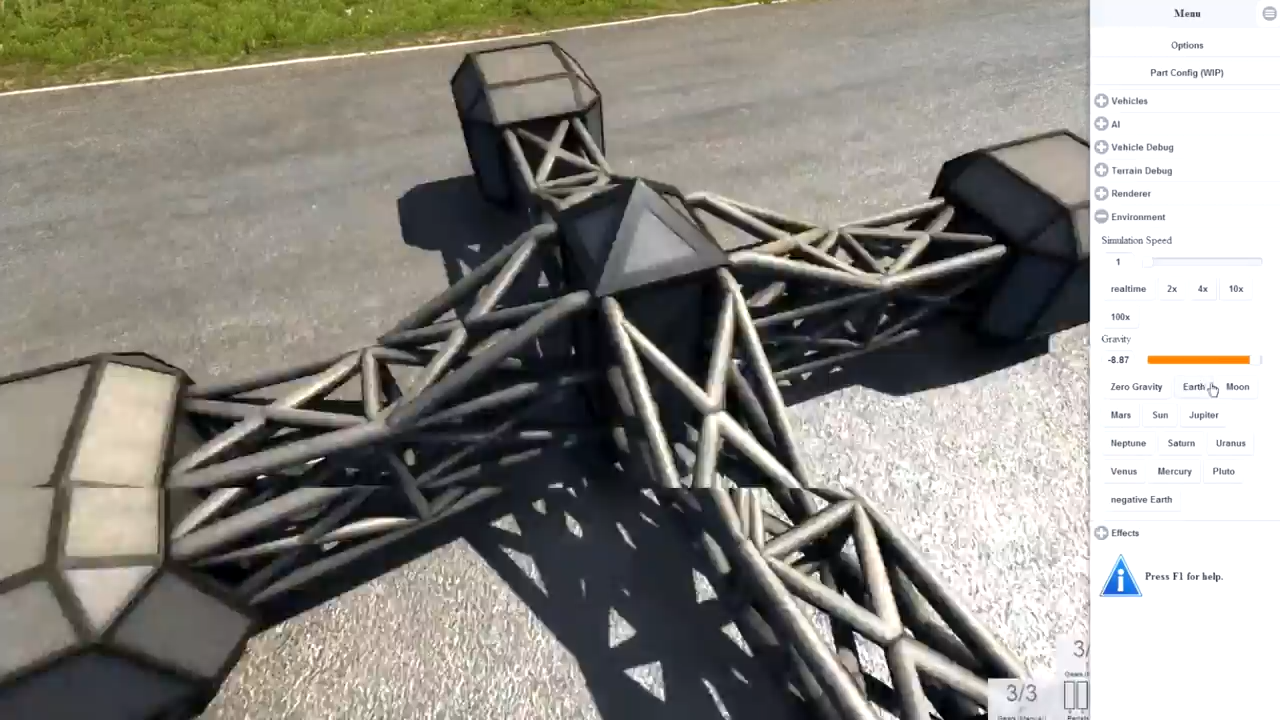 Menu
Options
Part Config (WIP)
Vehicles
AI
Vehicle Debug
Terrain Debug
Renderer
Environment
Simulation Speed
1
realtime 2x 4x 10x
100x
Gravity
-8.87
Zero Gravity Earth Moon
Mars Sun Jupiter
Neptune Saturn Uranus
Venus Mercury Pluto
negative Earth
Effects
Press F1 for help.
3/
3/3